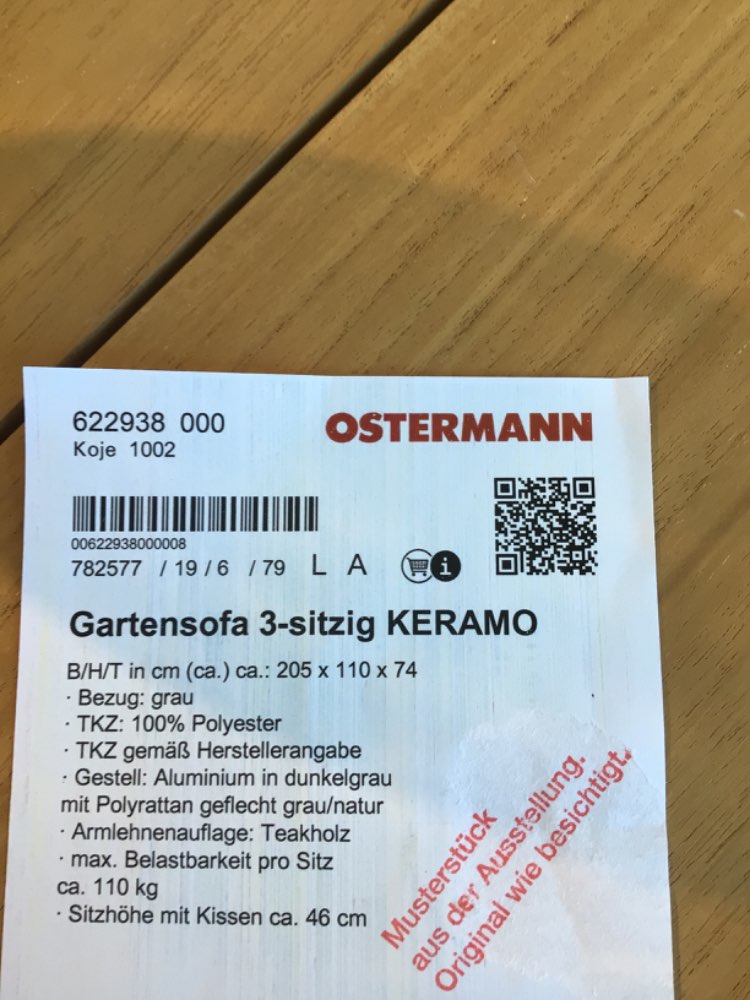 622938 000
OSTERMANN
Koje 1002
00622938000008
782577 / 19 / 6 / 79 L A i
Gartensofa 3-sitzig KERAMO
B/H/T in cm (ca.) ca.: 205 x 110 x 74
· Bezug: grau
· TKZ: 100% Polyester
· TKZ gemäß Herstellerangabe
· Gestell: Aluminium in dunkelgrau
mit Polyrattan geflecht grau/natur
· Armlehnenauflage: Teakholz
· max. Belastbarkeit pro Sitz
ca. 110 kg
· Sitzhöhe mit Kissen ca. 46 cm
Musterstück
aus der Ausstellung.
Original wie besichtigt.